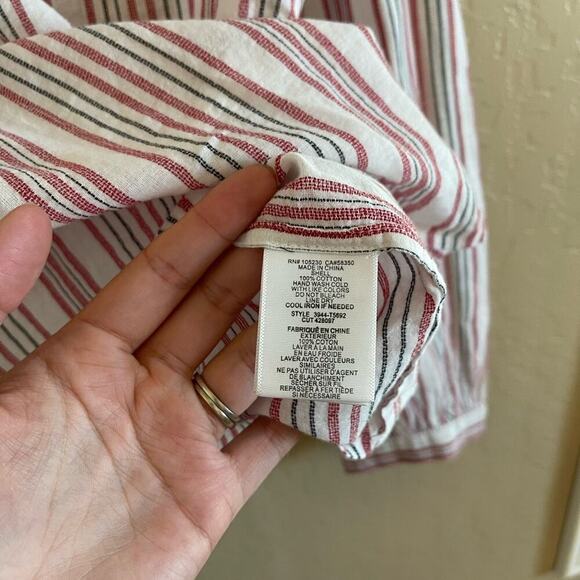 RN# 105230 CA#58350
MADE IN CHINA
SHELL
100% COTTON
HAND WASH COLD
WITH LIKE COLORS
DO NOT BLEACH
LINE DRY
COOL IRON IF NEEDED
STYLE 3944-T5692
CUT 428097
FABRIQUÉ EN CHINE
EXTERIEUR
100% COTON
LAVER A LA MAIN
EN EAU FROIDE
LAVER AVEC COULEURS
SIMILAIRES
NE PAS UTILISER D'AGENT
DE BLANCHIMENT
SÉCHER SUR FIL
REPASSER À FER TIÈDE
SI NÉCESSAIRE